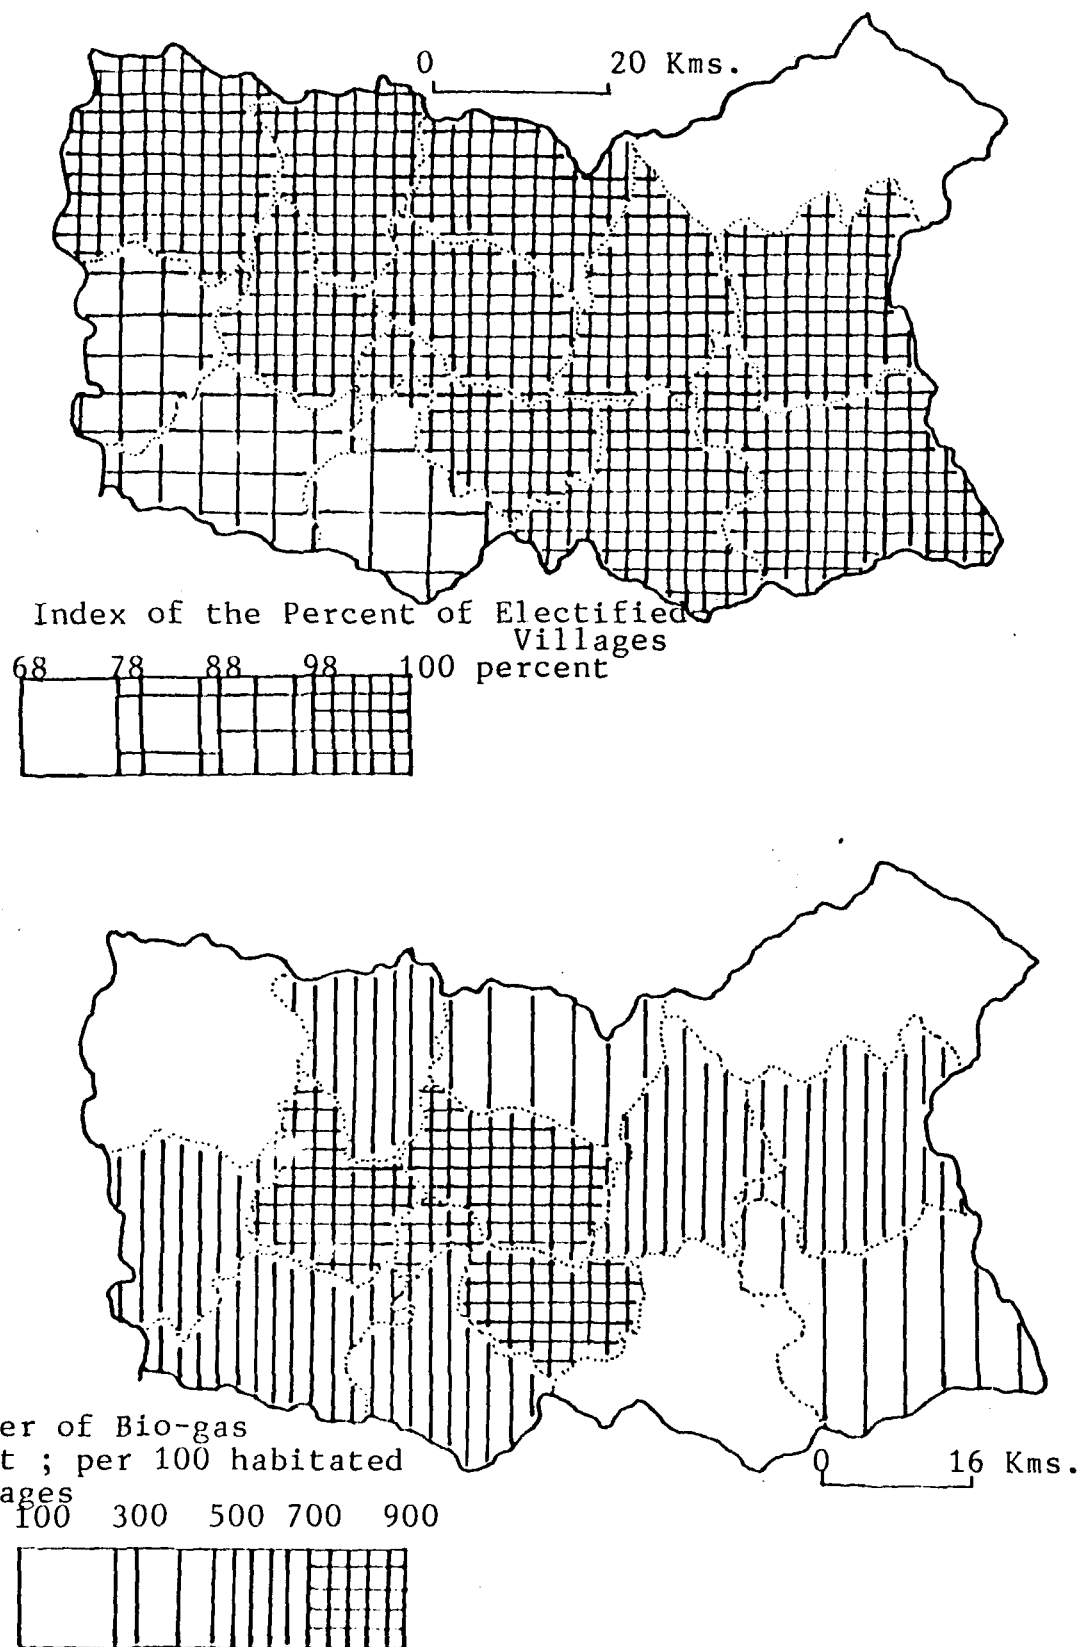 0 20 Kms.
Index of the Percent of Electified
Villages
68 78 88 98 100 percent
er of Bio-gas
t ; per 100 habitated
ages
0 16 Kms.
100 300 500 700 900